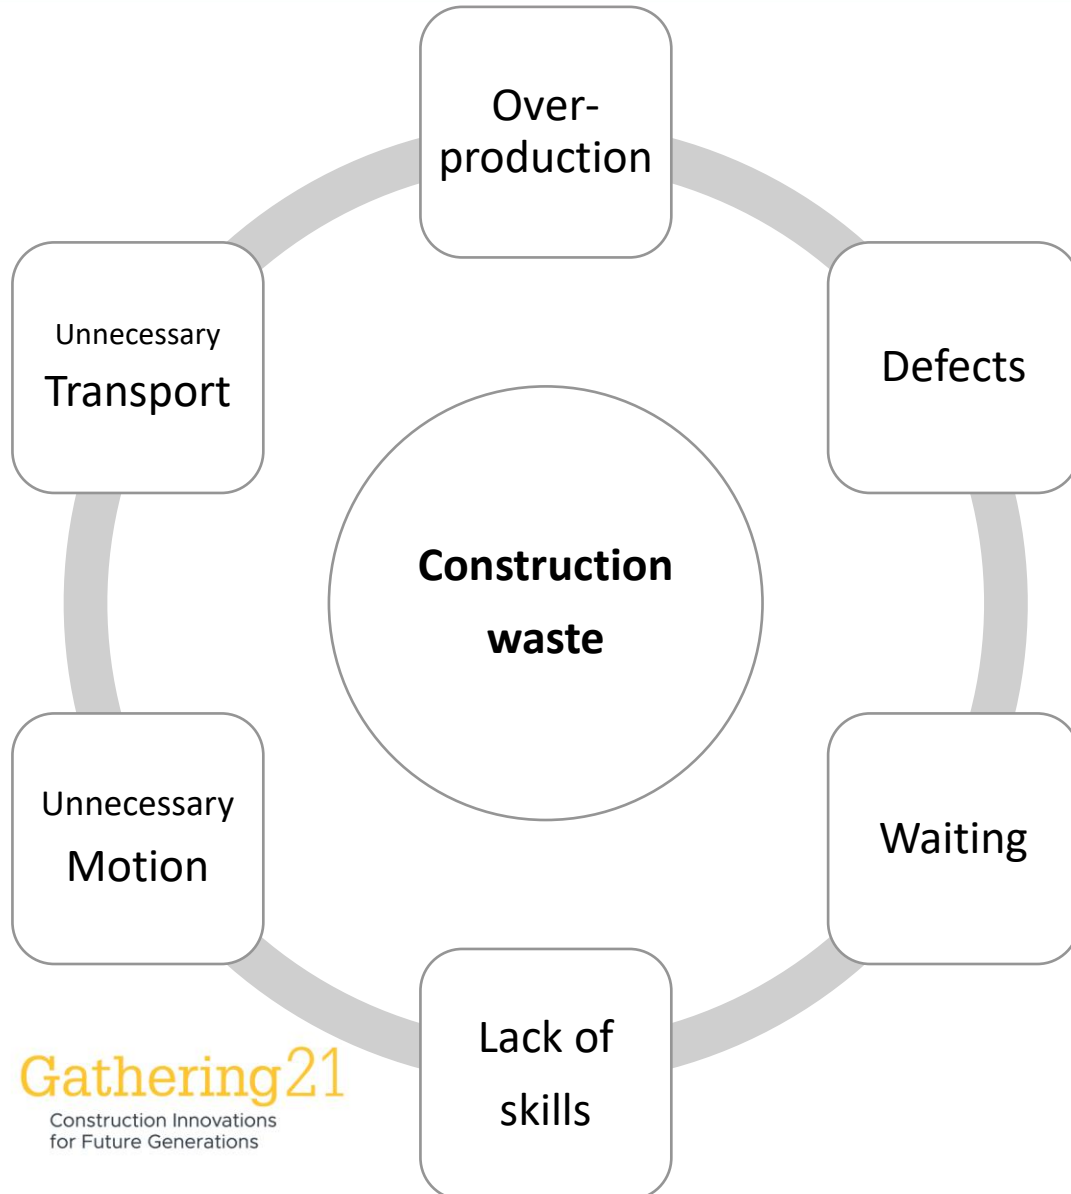 Over-
production
Defects
Waiting
Lack of
skills
Unnecessary
Motion
Unnecessary
Transport
Construction
waste
Gathering21
Construction Innovations
for Future Generations